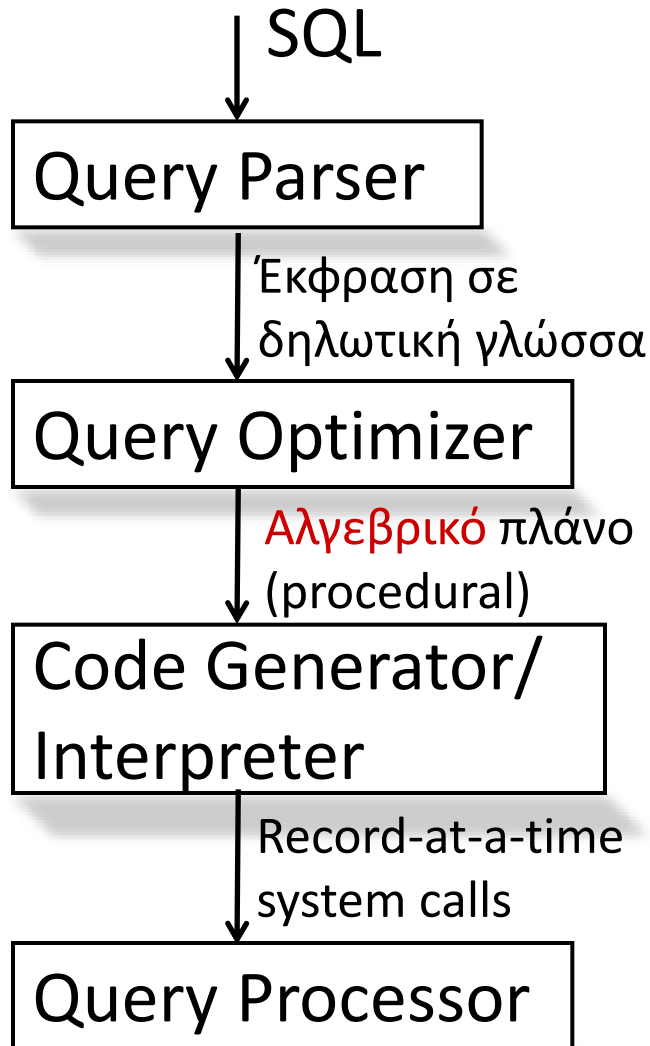 SQL
Query Parser
Έκφραση σε
δηλωτική γλώσσα
Query Optimizer
Αλγεβρικό πλάνο
(procedural)
Code Generator/
Interpreter
Record-at-a-time
system calls
Query Processor